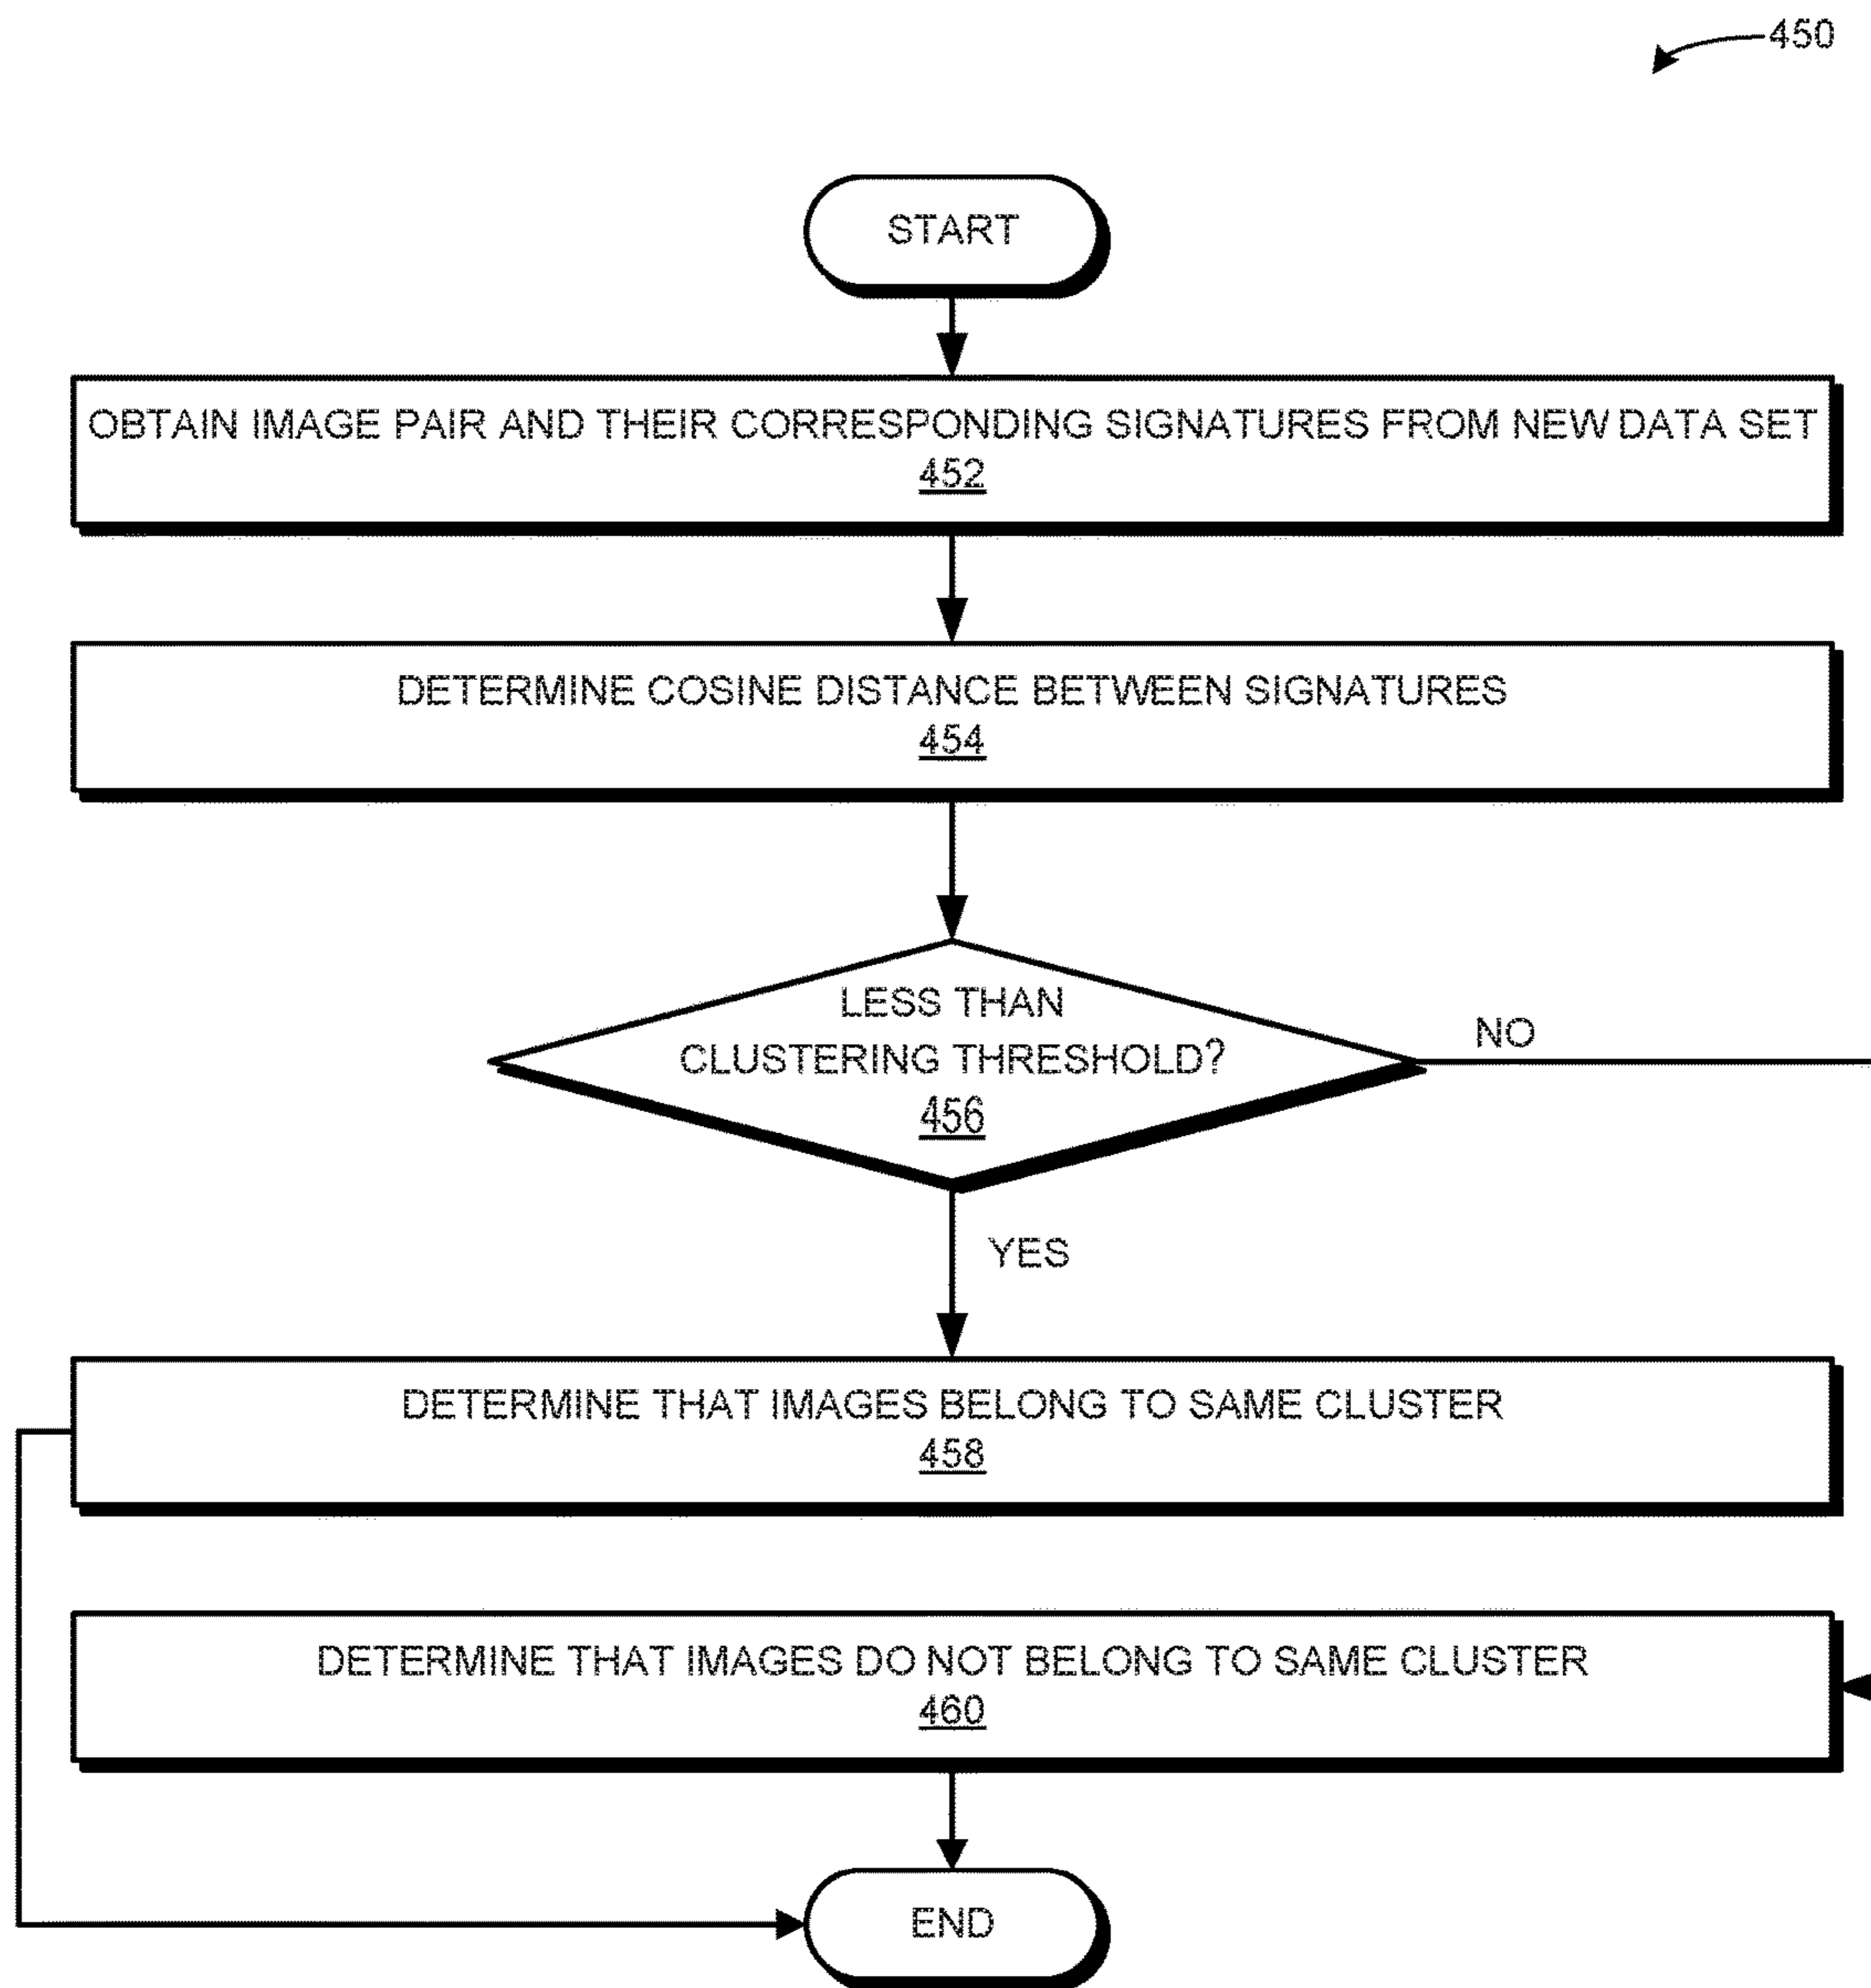 450
START
OBTAIN IMAGE PAIR AND THEIR CORRESPONDING SIGNATURES FROM NEW DATA SET
452
DETERMINE COSINE DISTANCE BETWEEN SIGNATURES
454
LESS THAN
CLUSTERING THRESHOLD?
456
NO
YES
DETERMINE THAT IMAGES BELONG TO SAME CLUSTER
458
DETERMINE THAT IMAGES DO NOT BELONG TO SAME CLUSTER
460
END